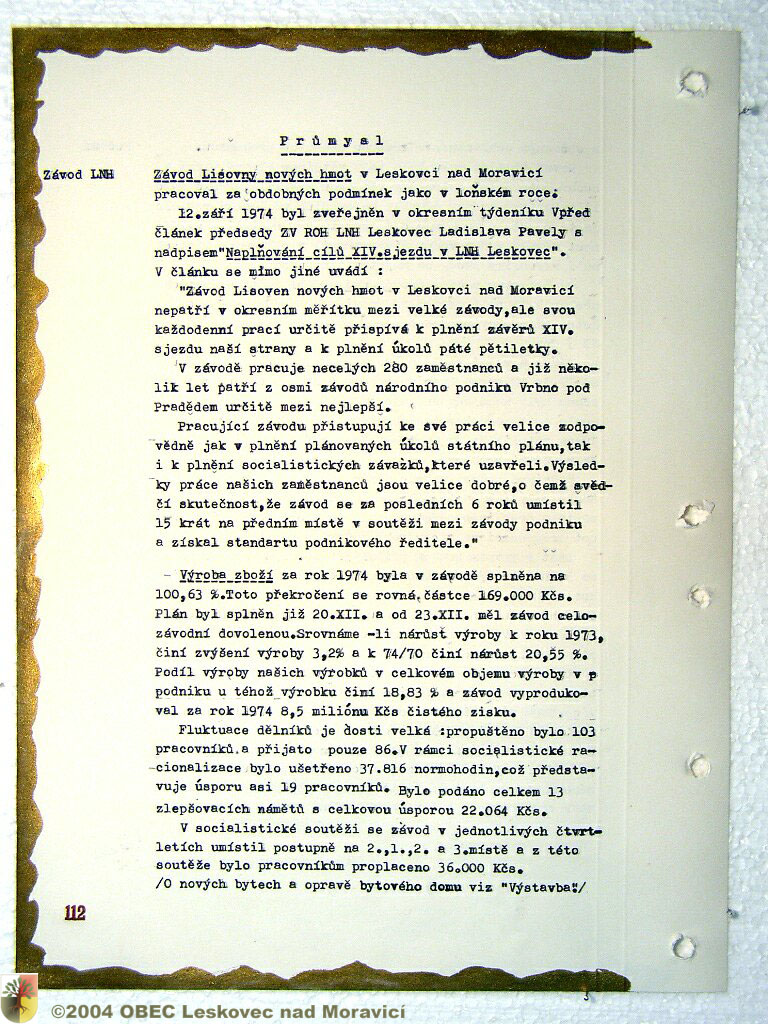 P r ů m y s l
Závod LNH
Závod Lisovny nových hmot v Leskovci nad Moravicí
pracoval za obdobných podmínek jako v loňském roce.
12.září 1974 byl zveřejněn v okresním týdeníku Vpřed
článek předsedy ZV ROH LNH Leskovec Ladislava Pavely s
nadpisem"Naplňování cílů XIV.sjezdu v LNH Leskovec".
V článku se mimo jiné uvádí :
"Závod Lisoven nových hmot v Leskovci nad Moravicí
nepatří v okresním měřítku mezi velké závody,ale svou
každodenní prací určitě přispívá k plnění závěrů XIV.
sjezdu naší strany a k plnění úkolů páté pětiletky.
V závodě pracuje necelých 280 zaměstnanců a již něko-
lik let patří z osmi závodů národního podniku Vrbno pod
Pradědem určitě mezi nejlepší.
Pracující závodu přistupují ke své práci velice zodpo-
vědně jak v plnění plánovaných úkolů státního plánu,tak
i k plnění socialistických závazků,které uzavřeli.Výsled-
ky práce našich zaměstnanců jsou velice dobré,o čemž svěd-
čí skutečnost,že závod se za posledních 6 roků umístil
15 krát na předním místě v soutěži mezi závody podniku
a získal standartu podnikového ředitele."
- Výroba zboží za rok 1974 byla v závodě splněna na
100,63 %.Toto překročení se rovná částce 169.000 Kčs.
Plán byl splněn již 20.XII. a od 23.XII. měl závod celo-
závodní dovolenou.Srovnáme -li nárůst výroby k roku 1973,
činí zvýšení výroby 3,2% a k 74/70 činí nárůst 20,55 %.
Podíl výroby našich výrobků v celkovém objemu výroby v p
podniku u téhož výrobku činí 18,83 % a závod vyproduko-
val za rok 1974 8,5 miliónu Kčs čistého zisku.
Fluktuace dělníků je dosti velká :propuštěno bylo 103
pracovníků a přijato pouze 86.V rámci socialistické ra-
cionalizace bylo ušetřeno 37.816 normohodin,což předsta-
vuje úsporu asi 19 pracovníků. Bylo podáno celkem 13
zlepšovacích námětů s celkovou úsporou 22.064 Kčs.
V socialistické soutěži se závod v jednotlivých čtvrt-
letích umístil postupně na 2.,1.,2. a 3.místě a z této
soutěže bylo pracovníkům proplaceno 36.000 Kčs.
/O nových bytech a opravě bytového domu viz "Výstavba"./
112
©2004 OBEC Leskovec nad Moravicí